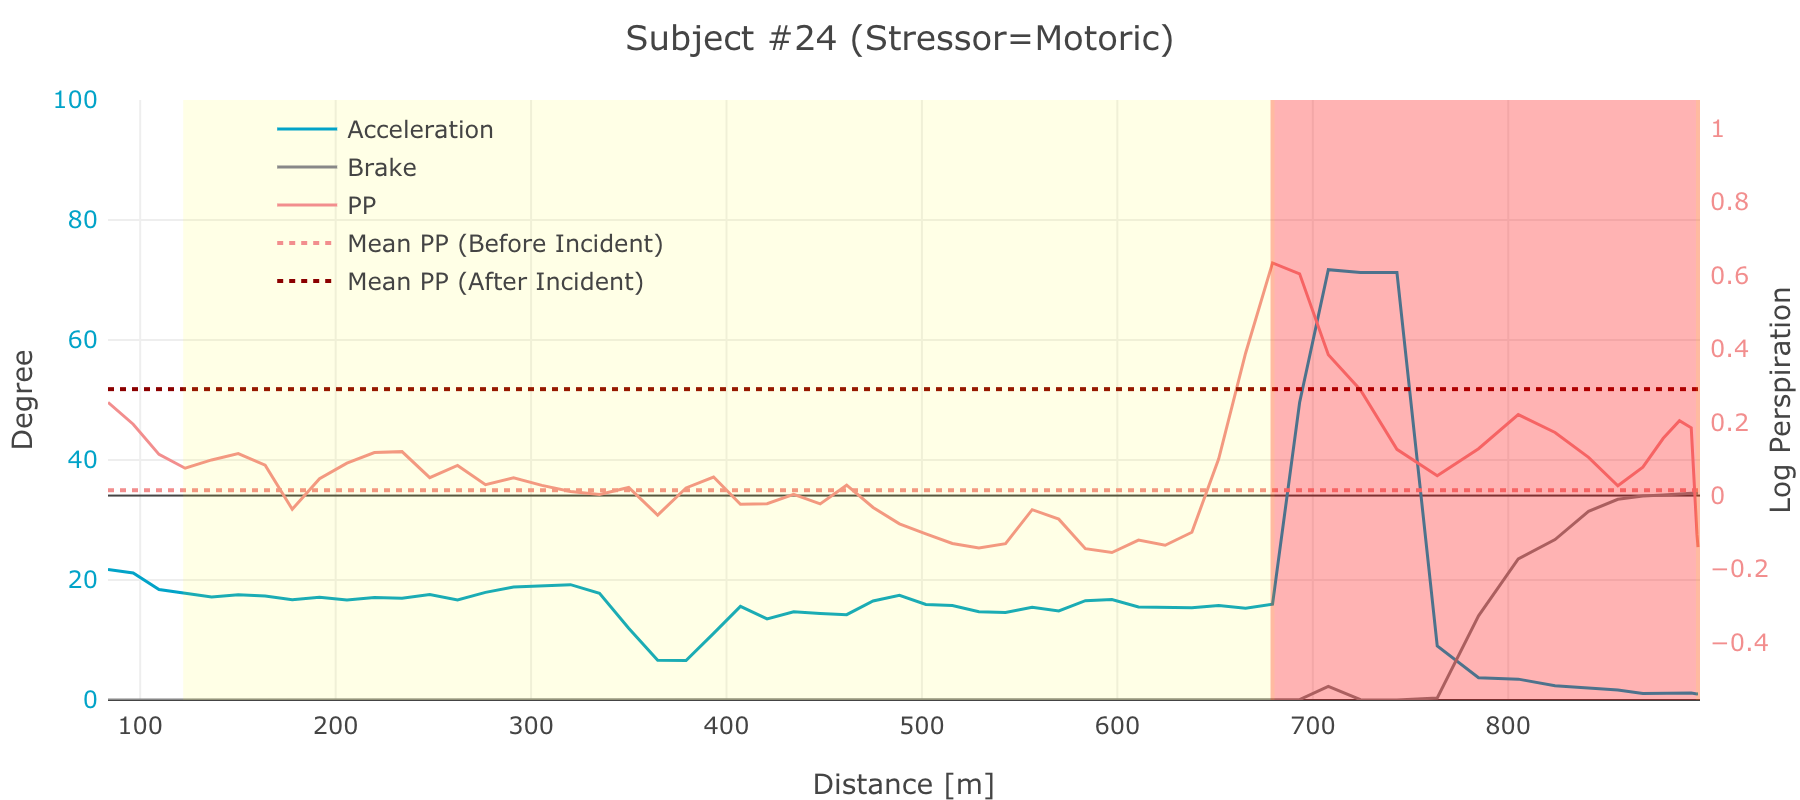 Subject #24 (Stressor=Motoric)
Acceleration
Brake
PP
Mean PP (Before Incident)
Mean PP (After Incident)
100
80
60
40
20
0
Degree
1
0.8
0.6
0.4
0.2
0
−0.2
−0.4
Log Perspiration
100 200 300 400 500 600 700 800
Distance [m]